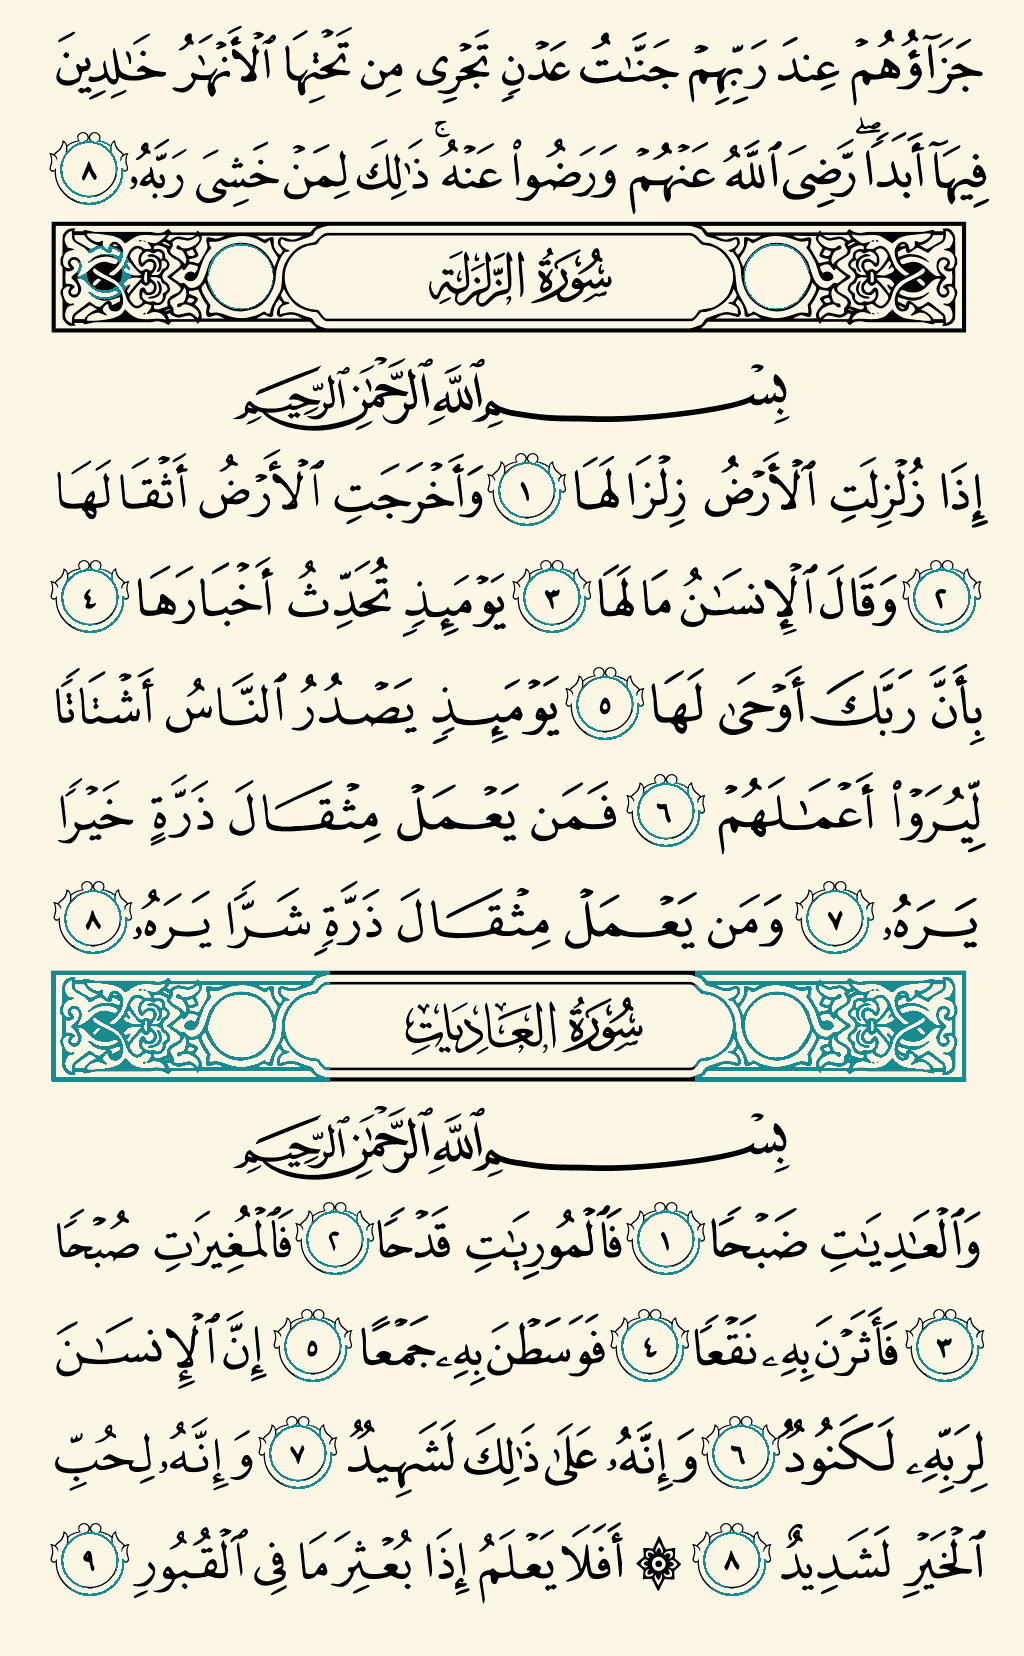 جَزَآؤُهُمۡ عِندَ رَبِّهِمۡ جَنَّٰتُ عَدۡنٖ تَجۡرِي مِن تَحۡتِهَا ٱلۡأَنۡهَٰرُ خَٰلِدِينَ
فِيهَآ أَبَدٗاۖ رَّضِيَ ٱللَّهُ عَنۡهُمۡ وَرَضُواْ عَنۡهُۚ ذَٰلِكَ لِمَنۡ خَشِيَ رَبَّهُۥ ٨
سُورَةُ الزَّلۡزَلَةِ
بِسۡمِ ٱللَّهِ ٱلرَّحۡمَٰنِ ٱلرَّحِيمِ
إِذَا زُلۡزِلَتِ ٱلۡأَرۡضُ زِلۡزَالَهَا ١ وَأَخۡرَجَتِ ٱلۡأَرۡضُ أَثۡقَالَهَا
٢ وَقَالَ ٱلۡإِنسَٰنُ مَا لَهَا ٣ يَوۡمَئِذٖ تُحَدِّثُ أَخۡبَارَهَا ٤
بِأَنَّ رَبَّكَ أَوۡحَىٰ لَهَا ٥ يَوۡمَئِذٖ يَصۡدُرُ ٱلنَّاسُ أَشۡتَاتٗا
لِّيُرَوۡاْ أَعۡمَٰلَهُمۡ ٦ فَمَن يَعۡمَلۡ مِثۡقَالَ ذَرَّةٍ خَيۡرٗا
يَرَهُۥ ٧ وَمَن يَعۡمَلۡ مِثۡقَالَ ذَرَّةٖ شَرّٗا يَرَهُۥ ٨
سُورَةُ العَادِيَاتِ
بِسۡمِ ٱللَّهِ ٱلرَّحۡمَٰنِ ٱلرَّحِيمِ
وَٱلۡعَٰدِيَٰتِ ضَبۡحٗا ١ فَٱلۡمُورِيَٰتِ قَدۡحٗا ٢ فَٱلۡمُغِيرَٰتِ صُبۡحٗا
٣ فَأَثَرۡنَ بِهِۦ نَقۡعٗا ٤ فَوَسَطۡنَ بِهِۦ جَمۡعًا ٥ إِنَّ ٱلۡإِنسَٰنَ
لِرَبِّهِۦ لَكَنُودٞ ٦ وَإِنَّهُۥ عَلَىٰ ذَٰلِكَ لَشَهِيدٞ ٧ وَإِنَّهُۥ لِحُبِّ
ٱلۡخَيۡرِ لَشَدِيدٌ ٨ ۞ أَفَلَا يَعۡلَمُ إِذَا بُعۡثِرَ مَا فِي ٱلۡقُبُورِ ٩